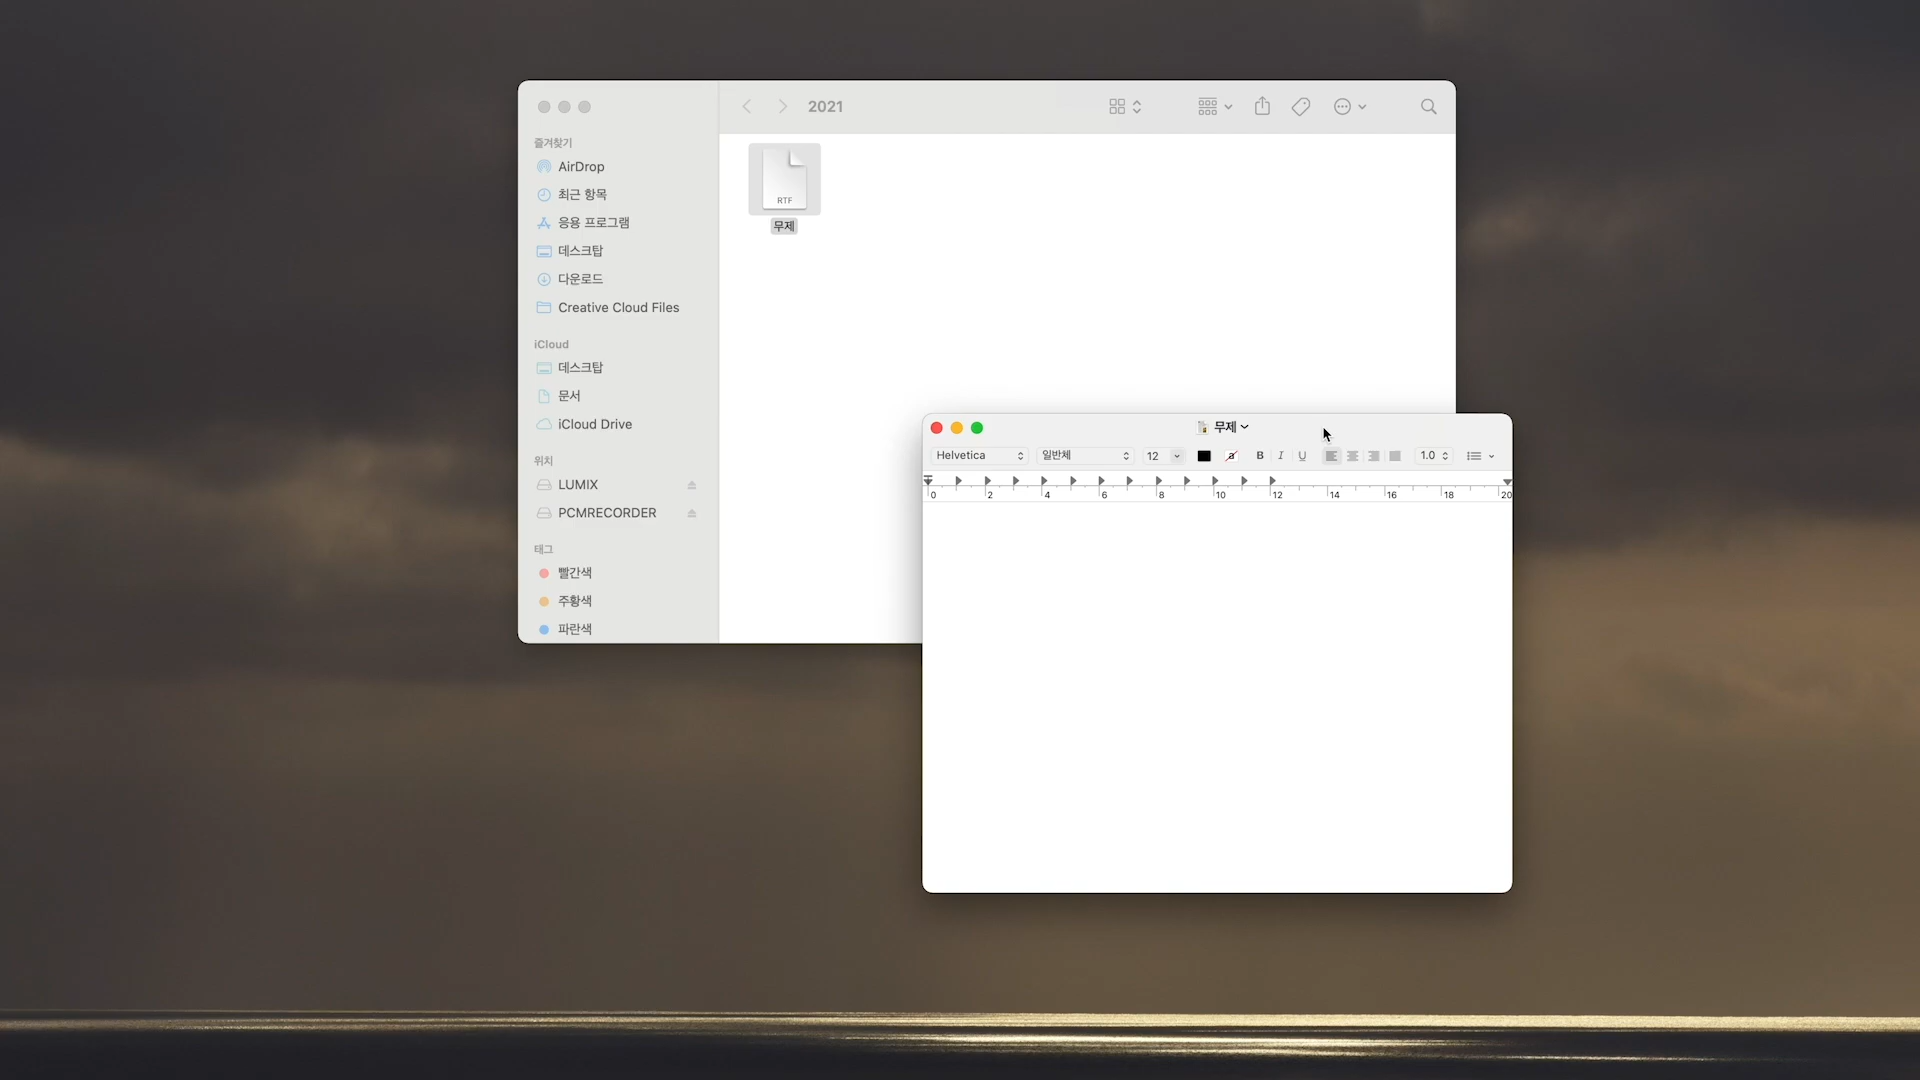 2021
즐겨찾기
AirDrop
최근 항목
응용 프로그램
데스크탑
다운로드
Creative Cloud Files
iCloud
데스크탑
문서
iCloud Drive
위치
LUMIX
PCMRECORDER
태그
빨간색
주황색
파란색
RTF
무제
무제
Helvetica 일반체 12 a B I U 1.0
0 2 4 6 8 10 12 14 16 18 20